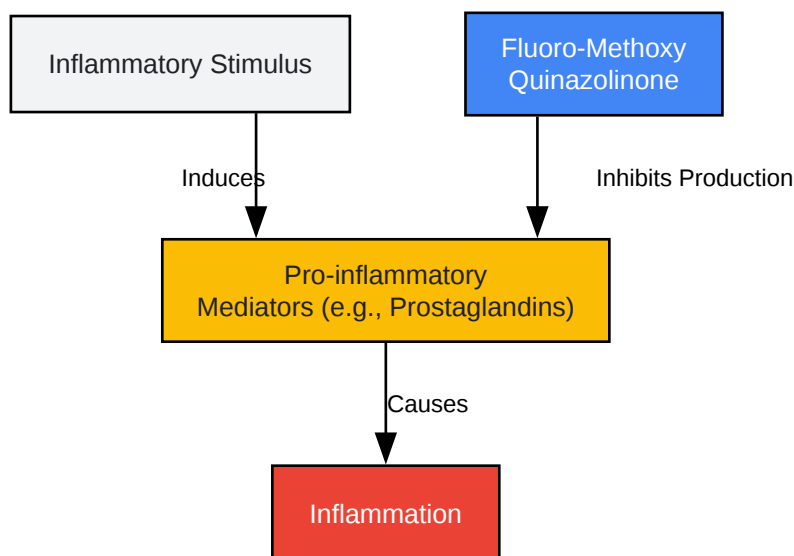 Inflammatory Stimulus
Fluoro-Methoxy
Quinazolinone
Induces
Inhibits Production
Pro-inflammatory
Mediators (e.g., Prostaglandins)
Causes
Inflammation